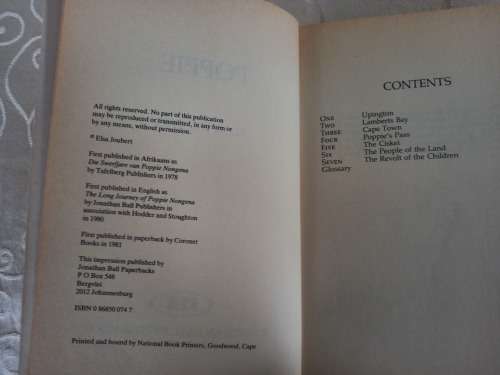 All rights reserved. No part of this publication
may be reproduced or transmitted, in any form or
by any means, without permission.
© Elsa Joubert
First published in Afrikaans as
Die Swerfjare van Poppie Nongena
by Tafelberg Publishers in 1978
First published in English as
The Long Journey of Poppie Nongena
by Jonathan Ball Publishers in
association with Hodder and Stoughton
in 1980
First published in paperback by Coronet
Books in 1981
This impression published by
Jonathan Ball Paperbacks
P O Box 548
Bergvlei
2012 Johannesburg
ISBN 0 86850 074 7
Printed and bound by National Book Printers, Goodwood, Cape
CONTENTS
ONE Upington
TWO Lamberts Bay
THREE Cape Town
FOUR Poppie's Pass
FIVE The Ciskei
SIX The People of the Land
SEVEN The Revolt of the Children
Glossary